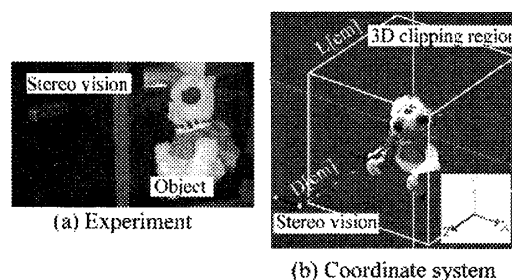 Stereo vision
Object
(a) Experiment
L[cm]
3D clipping region
D[cm]
Stereo vision
(b) Coordinate system